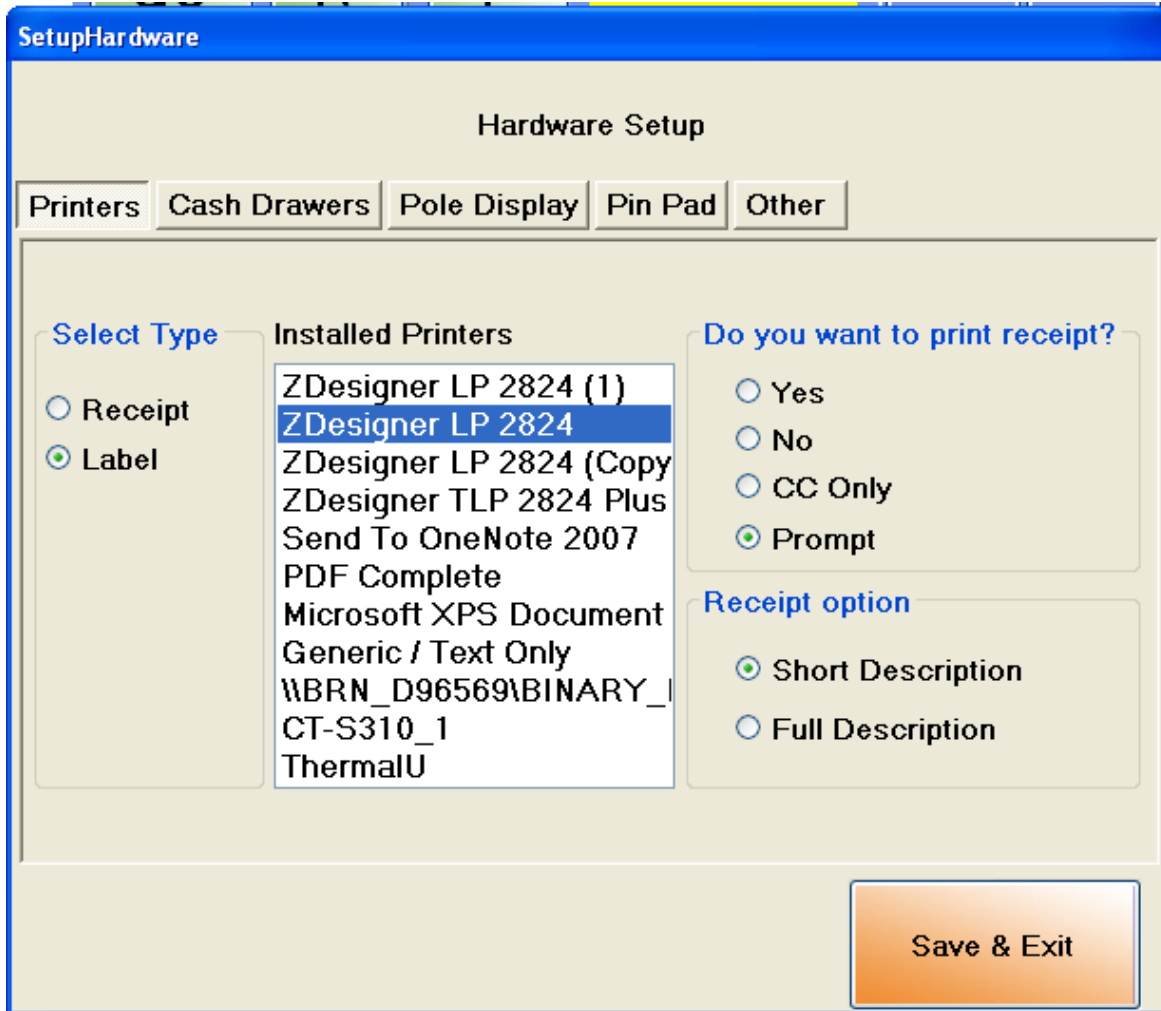 SetupHardware
Hardware Setup
Printers Cash Drawers Pole Display Pin Pad Other
Select Type
Receipt
Label
Installed Printers
ZDesigner LP 2824 (1)
ZDesigner LP 2824
ZDesigner LP 2824 (Copy
ZDesigner TLP 2824 Plus
Send To OneNote 2007
PDF Complete
Microsoft XPS Document
Generic / Text Only
\\BRN_D96569\BINARY_
CT-S310_1
ThermalU
Do you want to print receipt?
Yes
No
CC Only
Prompt
Receipt option
Short Description
Full Description
Save & Exit